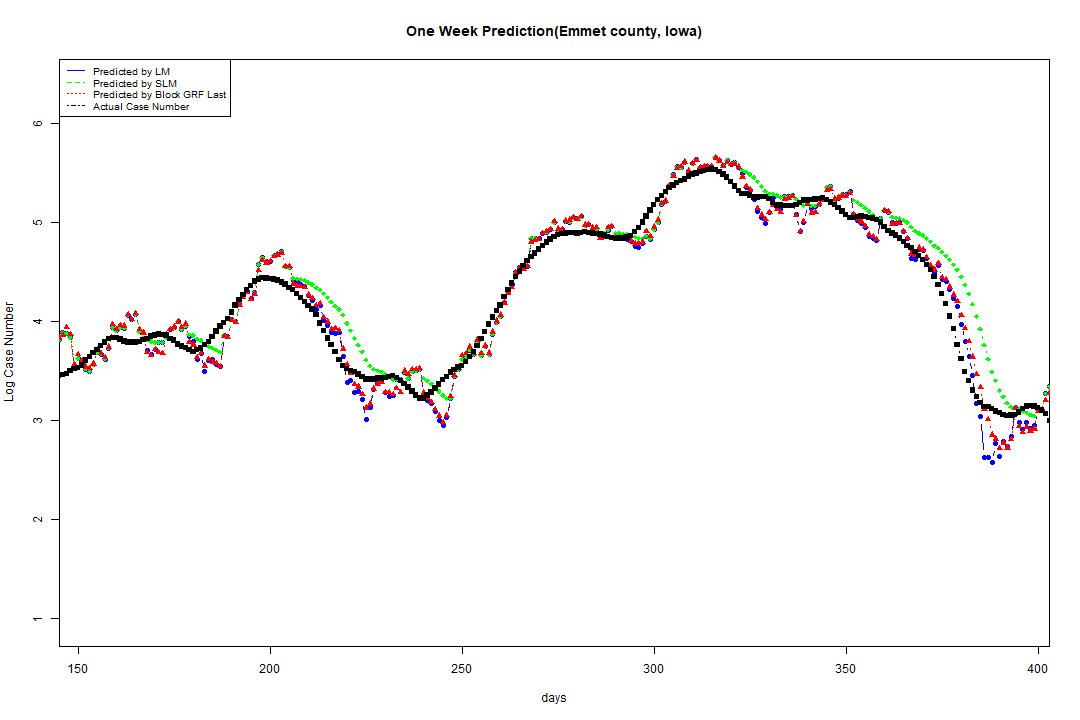 One Week Prediction(Emmet county, Iowa)
Predicted by LM
Predicted by SLM
Predicted by Block GRF Last
Actual Case Number
Log Case Number
6
5
4
3
2
1
150 200 250 300 350 400
days